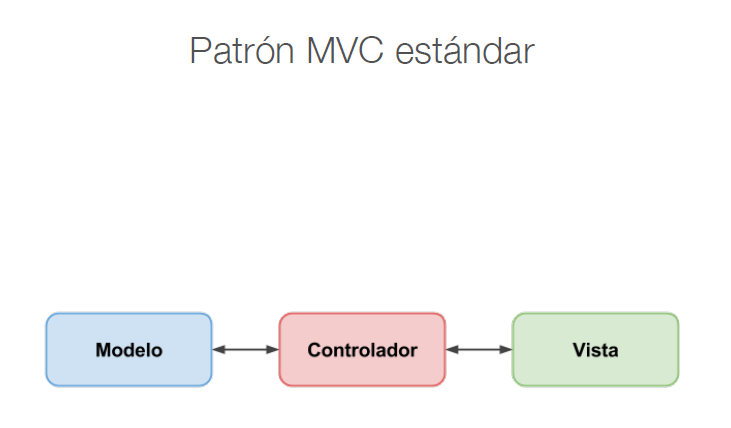 Patrón MVC estándar
Modelo
Controlador
Vista